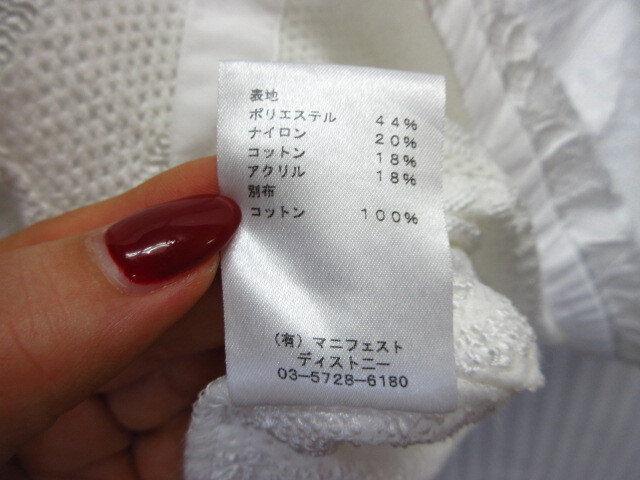 表地
ポリエステル 44%
ナイロン 20%
コットン 18%
アクリル 18%
別布
コットン 100%
(有) マニフェスト
ディストニー
03-5728-6180